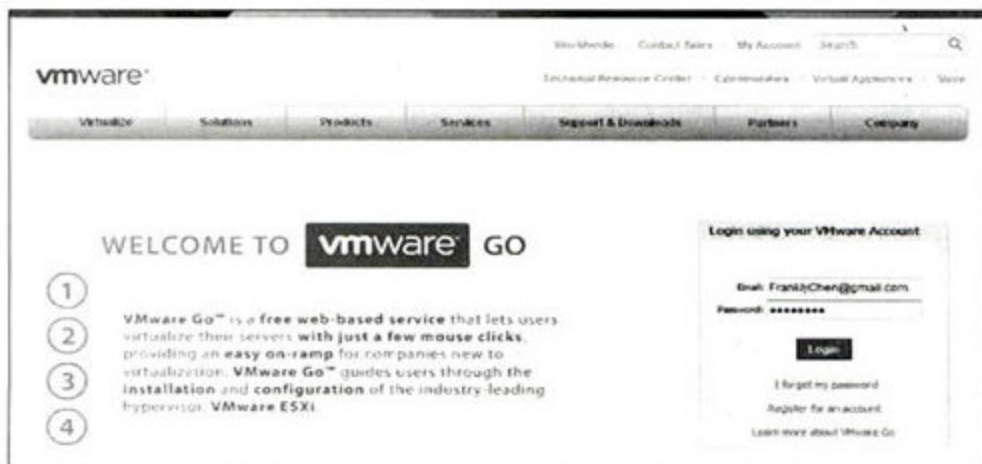 Worldwide Contact Sales My Account Search
vmware
Technical Resource Center Communities Virtual Appliances Store
Virtualize Solutions Products Services Support & Downloads Partners Company
WELCOME TO vmware GO
Login using your VMware Account
1
2
3
4
VMware Go™ is a free web-based service that lets users
virtualize their servers with just a few mouse clicks,
providing an easy on-ramp for companies new to
virtualization. VMware Go™ guides users through the
installation and configuration of the industry-leading
hypervisor, VMware ESXi.
Email:
Password: ••••••••
Login
I forgot my password
Register for an account
Learn more about VMware Go